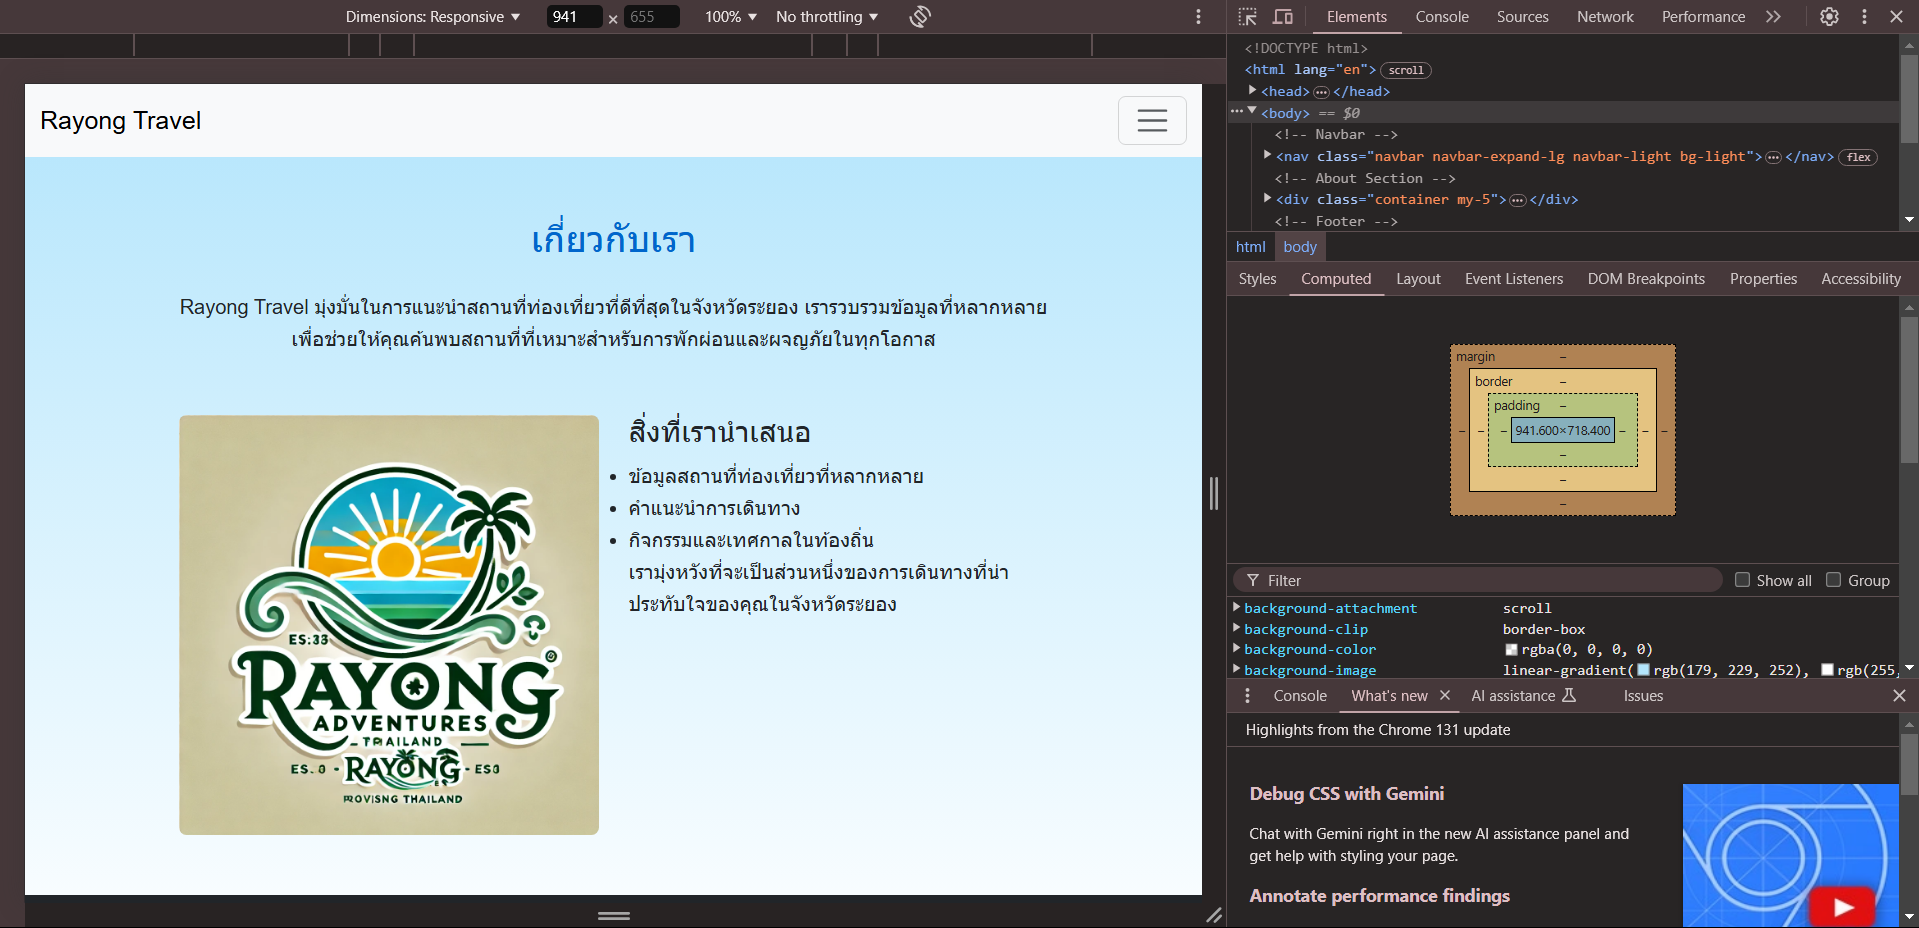 Dimensions: Responsive 941 × 655 100% No throttling
Rayong Travel
เกี่ยวกับเรา
Rayong Travel มุ่งมั่นในการแนะนำสถานที่ท่องเที่ยวที่ดีที่สุดในจังหวัดระยอง เรารวบรวมข้อมูลที่หลากหลาย
เพื่อช่วยให้คุณค้นพบสถานที่ที่เหมาะสำหรับการพักผ่อนและผจญภัยในทุกโอกาส
ES:33
RAYONG
ADVENTURES
TRAILAND
ES. 0 - RAYONG - ES0
PROVISNG THAILAND
สิ่งที่เรานำเสนอ
ข้อมูลสถานที่ท่องเที่ยวที่หลากหลาย
คำแนะนำการเดินทาง
กิจกรรมและเทศกาลในท้องถิ่น
เรามุ่งหวังที่จะเป็นส่วนหนึ่งของการเดินทางที่น่า
ประทับใจของคุณในจังหวัดระยอง
Elements Console Sources Network Performance
<!DOCTYPE html>
<html lang="en"> scroll
<head> ••• </head>
••• <body> == $0
<!-- Navbar -->
<nav class="navbar navbar-expand-lg navbar-light bg-light"> ••• </nav> flex
<!-- About Section -->
<div class="container my-5"> ••• </div>
<!-- Footer -->
html body
Styles Computed Layout Event Listeners DOM Breakpoints Properties Accessibility
margin –
border –
padding –
– – – 941.600×718.400 – – –
–
–
–
Filter Show all Group
background-attachment scroll
background-clip border-box
background-color rgba(0, 0, 0, 0)
background-image linear-gradient(rgb(179, 229, 252), rgb(255,
Console What's new AI assistance Issues
Highlights from the Chrome 131 update
Debug CSS with Gemini
Chat with Gemini right in the new AI assistance panel and
get help with styling your page.
Annotate performance findings